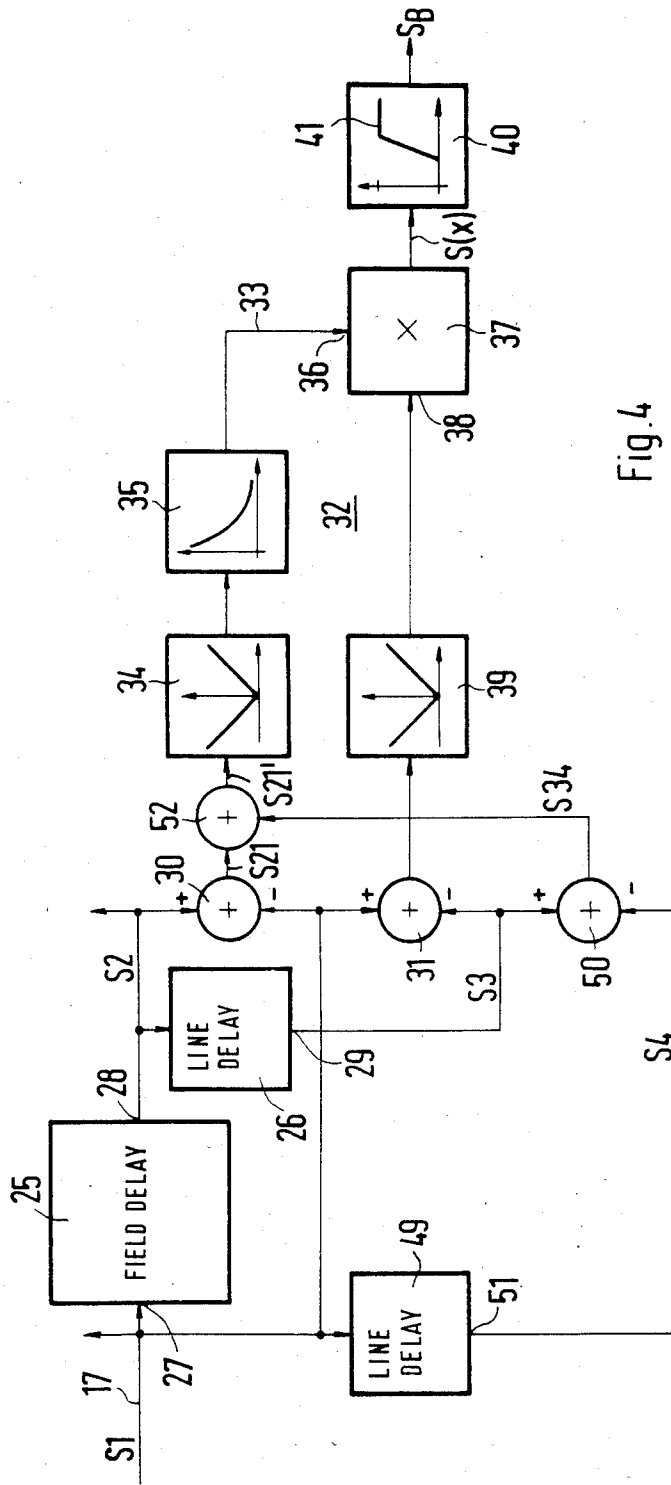 S1
17
27
25
FIELD DELAY
28
S2
LINE
DELAY
26
29
S3
LINE
DELAY
49
51
S4
30
+
+
-
S21
52
+
S21'
31
+
+
-
50
+
+
-
S34
34
35
32
33
36
39
38
×
37
S(x)
41
40
SB
Fig.4